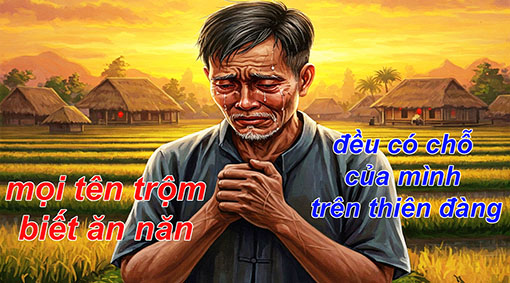 mọi tên trộm
biết ăn năn
đều có chỗ
của mình
trên thiên đàng